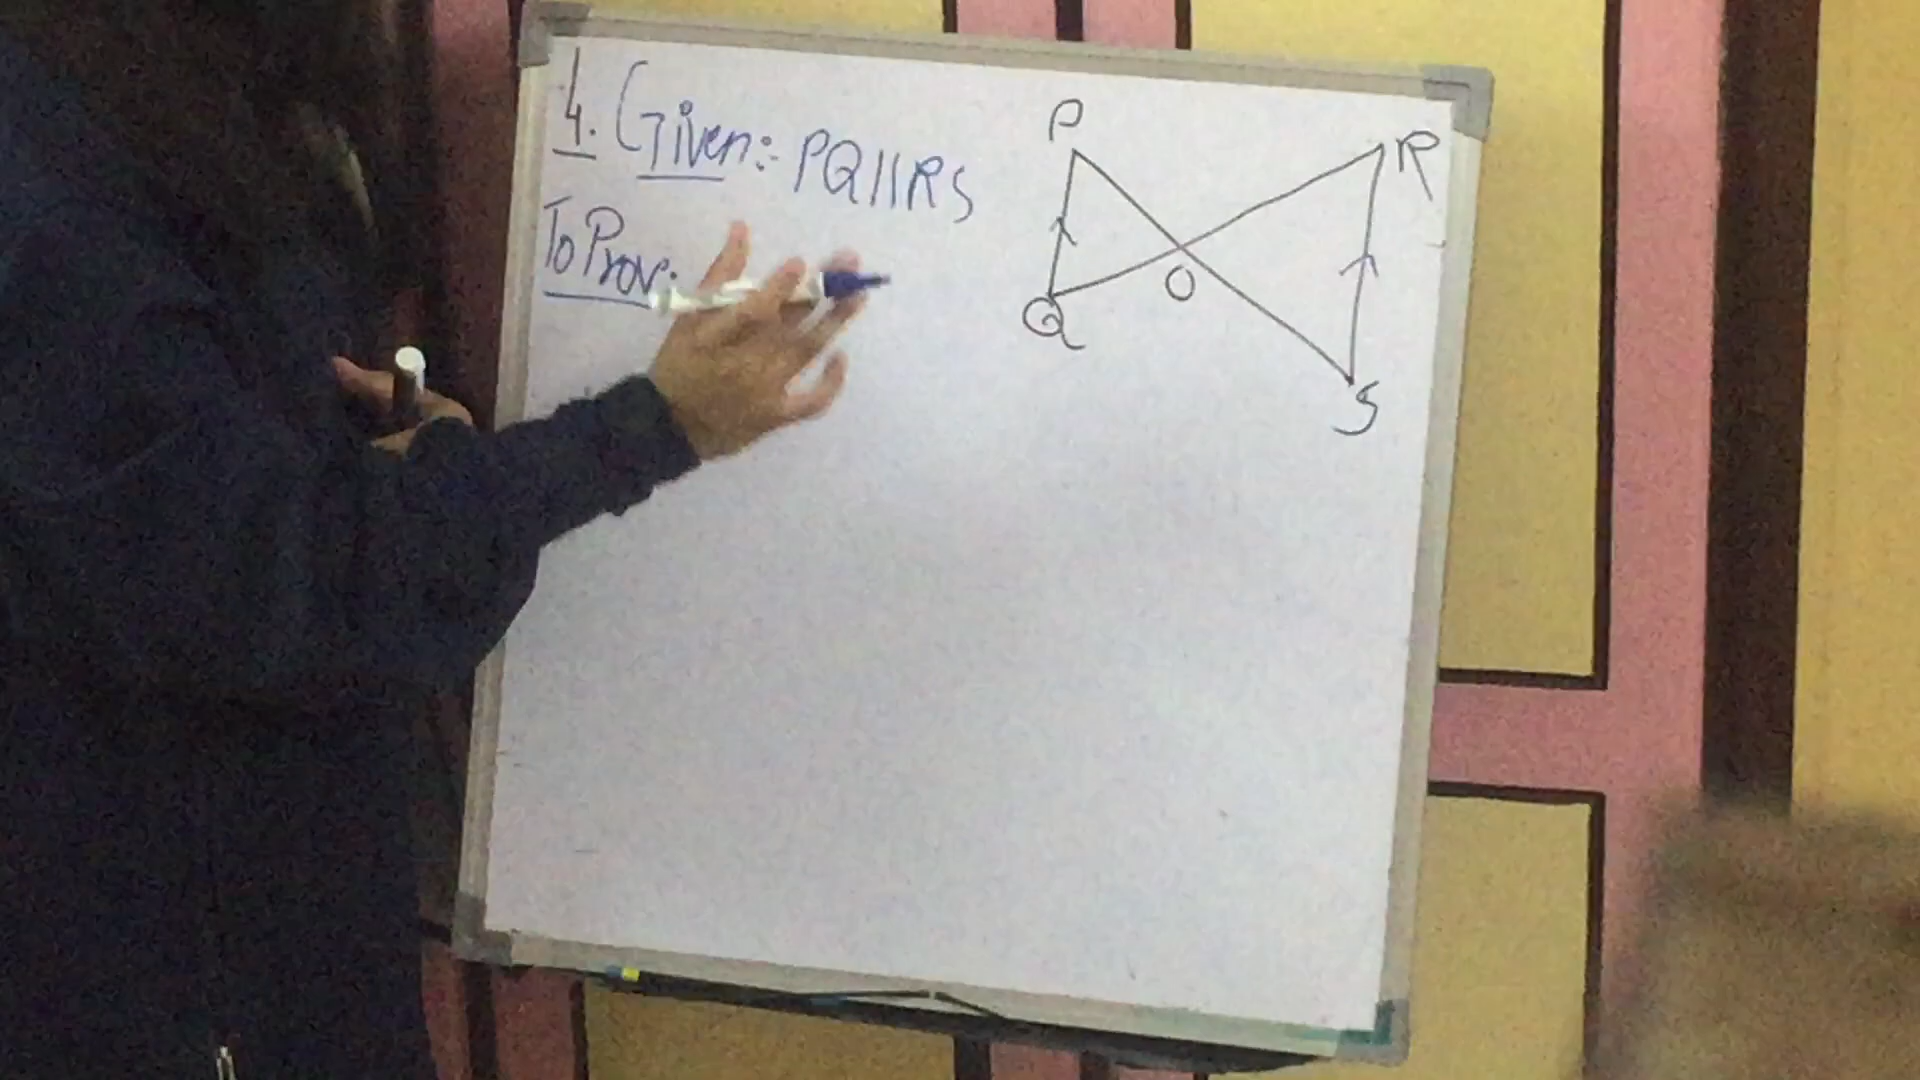 4. Given:- PQ||RS
To Prov
P
R
O
Q
S